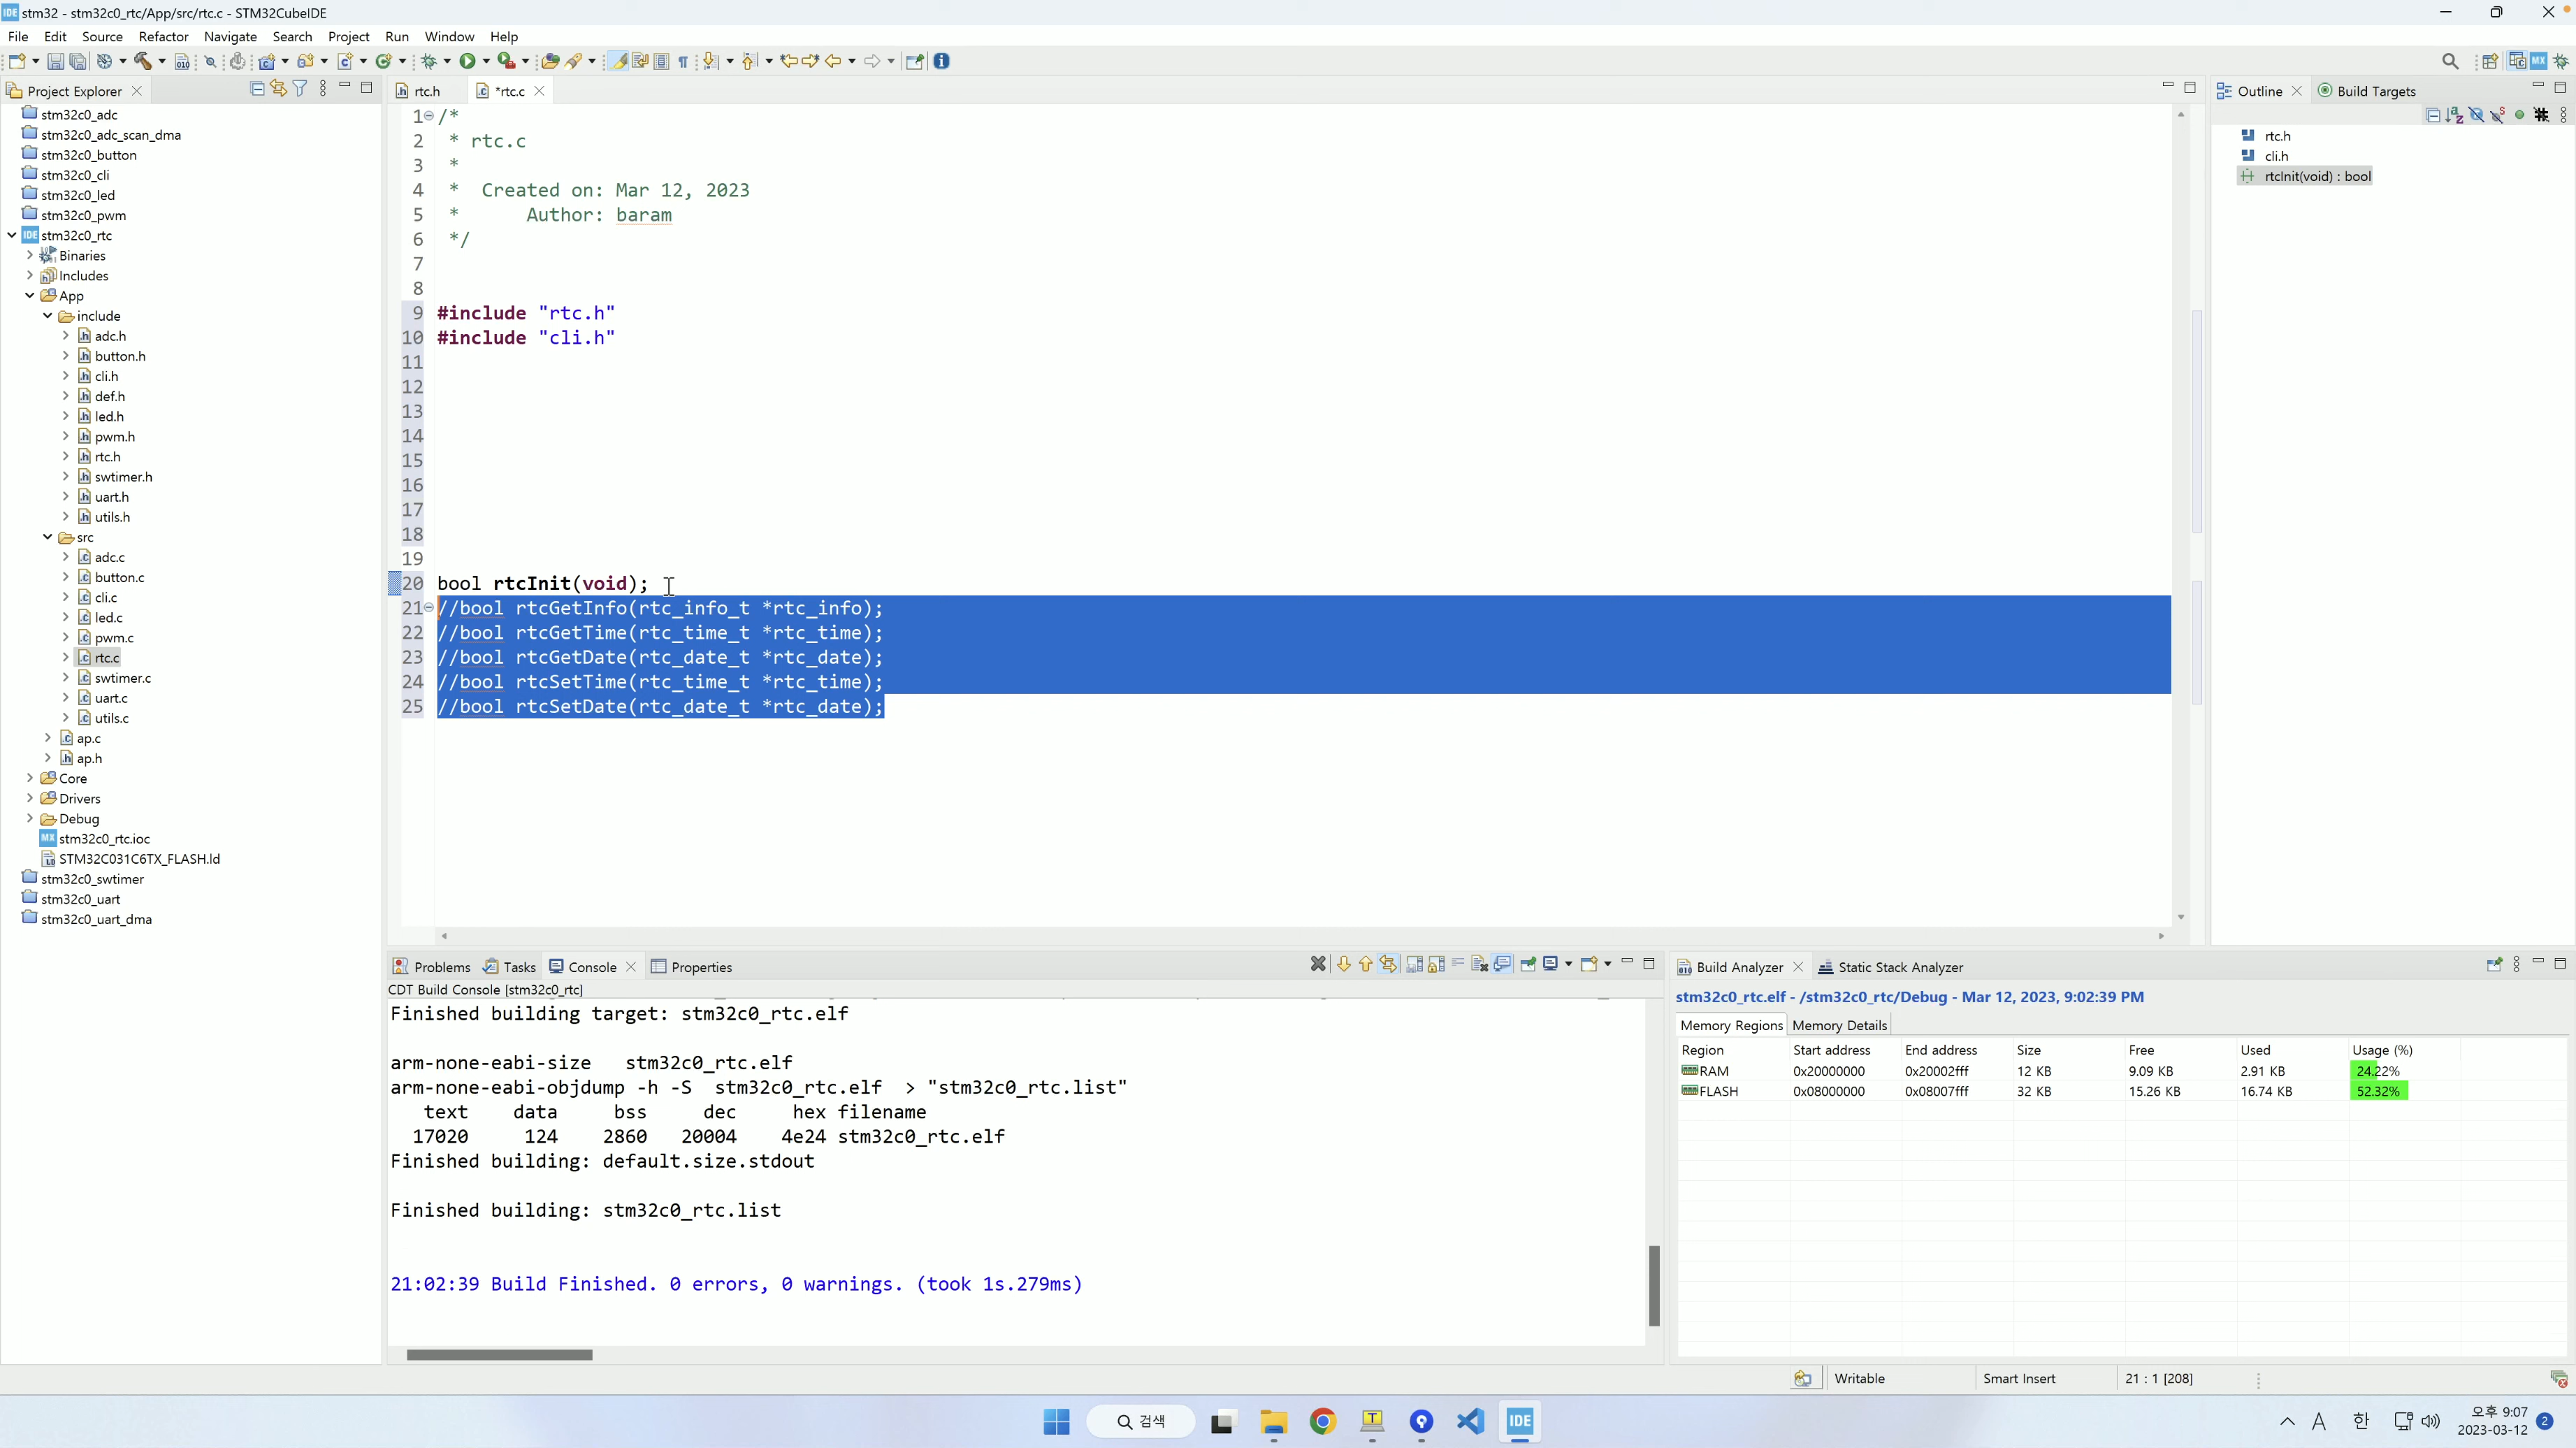 stm32 - stm32c0_rtc/App/src/rtc.c - STM32CubeIDE
File Edit Source Refactor Navigate Search Project Run Window Help
Project Explorer
stm32c0_adc
stm32c0_adc_scan_dma
stm32c0_button
stm32c0_cli
stm32c0_led
stm32c0_pwm
IDE stm32c0_rtc
Binaries
Includes
App
include
adc.h
button.h
cli.h
def.h
led.h
pwm.h
rtc.h
swtimer.h
uart.h
utils.h
src
adc.c
button.c
cli.c
led.c
pwm.c
rtc.c
swtimer.c
uart.c
utils.c
ap.c
ap.h
Core
Drivers
Debug
MX stm32c0_rtc.ioc
STM32C031C6TX_FLASH.ld
stm32c0_swtimer
stm32c0_uart
stm32c0_uart_dma
rtc.h *rtc.c
1 /*
2 * rtc.c
3 *
4 * Created on: Mar 12, 2023
5 * Author: baram
6 */
7
8
9 #include "rtc.h"
10 #include "cli.h"
11
12
13
14
15
16
17
18
19
20 bool rtcInit(void);
21 //bool rtcGetInfo(rtc_info_t *rtc_info);
22 //bool rtcGetTime(rtc_time_t *rtc_time);
23 //bool rtcGetDate(rtc_date_t *rtc_date);
24 //bool rtcSetTime(rtc_time_t *rtc_time);
25 //bool rtcSetDate(rtc_date_t *rtc_date);
Outline Build Targets
rtc.h
cli.h
rtcInit(void) : bool
Problems Tasks Console Properties
CDT Build Console [stm32c0_rtc]
Finished building target: stm32c0_rtc.elf
arm-none-eabi-size stm32c0_rtc.elf
arm-none-eabi-objdump -h -S stm32c0_rtc.elf > "stm32c0_rtc.list"
text data bss dec hex filename
17020 124 2860 20004 4e24 stm32c0_rtc.elf
Finished building: default.size.stdout
Finished building: stm32c0_rtc.list
21:02:39 Build Finished. 0 errors, 0 warnings. (took 1s.279ms)
Build Analyzer Static Stack Analyzer
stm32c0_rtc.elf - /stm32c0_rtc/Debug - Mar 12, 2023, 9:02:39 PM
Memory Regions Memory Details
Region Start address End address Size Free Used Usage (%)
RAM 0x20000000 0x20002fff 12 KB 9.09 KB 2.91 KB 24.22%
FLASH 0x08000000 0x08007fff 32 KB 15.26 KB 16.74 KB 52.32%
Writable Smart Insert 21 : 1 [208]
검색
IDE
A 한
오후 9:07
2023-03-12
2